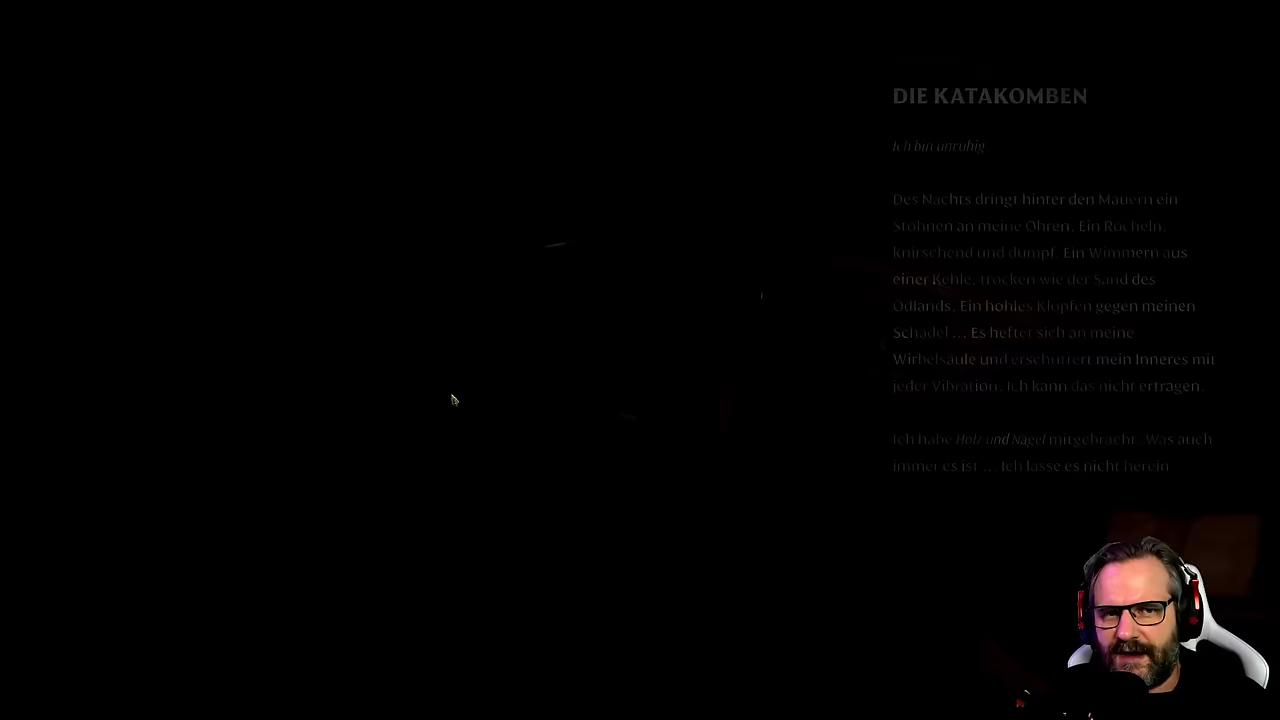 DIE KATAKOMBEN
Ich bin unruhig
Des Nachts dringt hinter den Mauern ein
Stöhnen an meine Ohren. Ein Röcheln,
knirschend und dumpf. Ein Wimmern aus
einer Kehle, trocken wie der Sand des
Ödlands. Ein hohles Klopfen gegen meinen
Schädel ... Es heftet sich an meine
Wirbelsäule und erschüttert mein Inneres mit
jeder Vibration. Ich kann das nicht ertragen.
Ich habe Holz und Nägel mitgebracht. Was auch
immer es ist ... Ich lasse es nicht herein